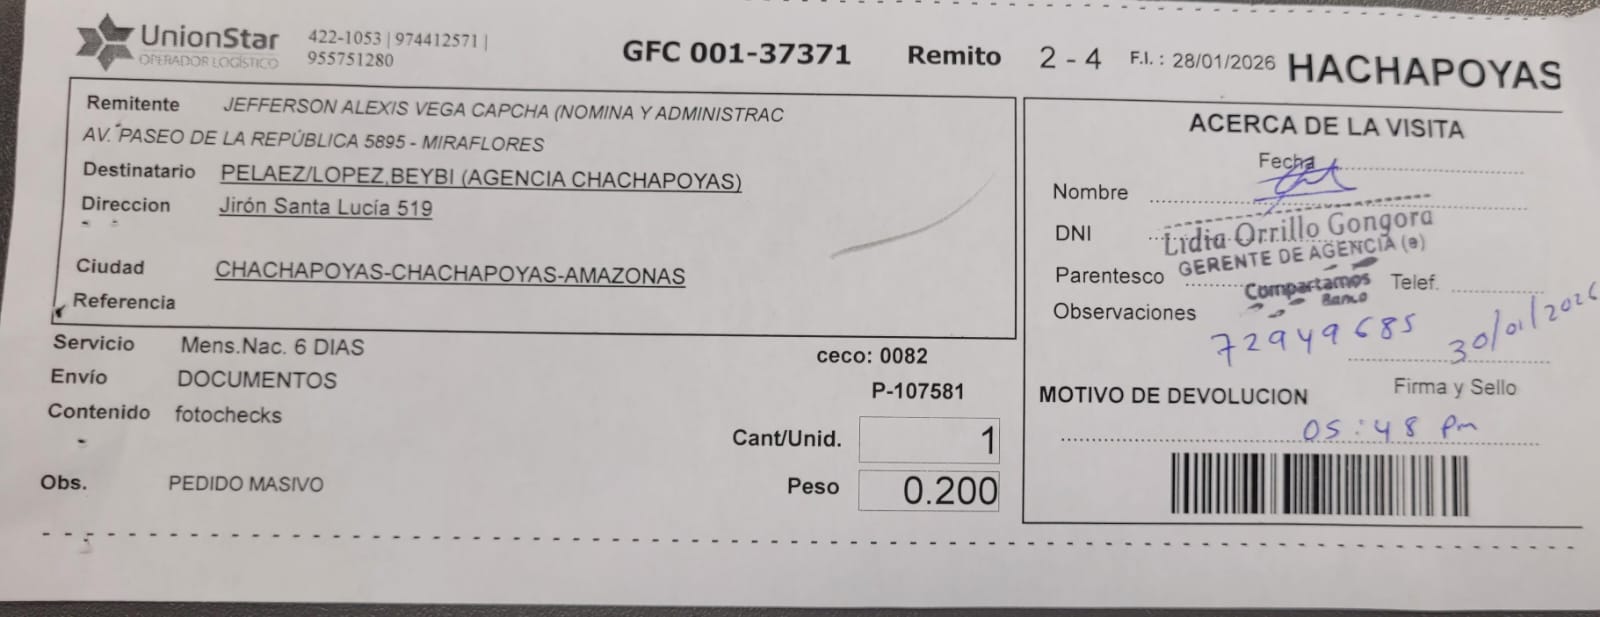 UnionStar
OPERADOR LOGÍSTICO
422-1053 | 974412571 |
955751280
GFC 001-37371 Remito 2 - 4 F.I. : 28/01/2026 HACHAPOYAS
Remitente JEFFERSON ALEXIS VEGA CAPCHA (NOMINA Y ADMINISTRAC
AV. PASEO DE LA REPÚBLICA 5895 - MIRAFLORES
Destinatario PELAEZ/LOPEZ,BEYBI (AGENCIA CHACHAPOYAS)
Direccion Jirón Santa Lucía 519
Ciudad CHACHAPOYAS-CHACHAPOYAS-AMAZONAS
Referencia
Servicio Mens.Nac. 6 DIAS
ceco: 0082
Envío DOCUMENTOS
P-107581
Contenido fotochecks
Cant/Unid. 1
Obs. PEDIDO MASIVO
Peso 0.200
ACERCA DE LA VISITA
Fecha
Nombre
DNI
Lidia Orrillo Gongora
GERENTE DE AGENCIA (e)
Parentesco
Compartamos
Banco
Telef.
Observaciones
72949685 30/01/2026
Firma y Sello
MOTIVO DE DEVOLUCION
05:48 Pm